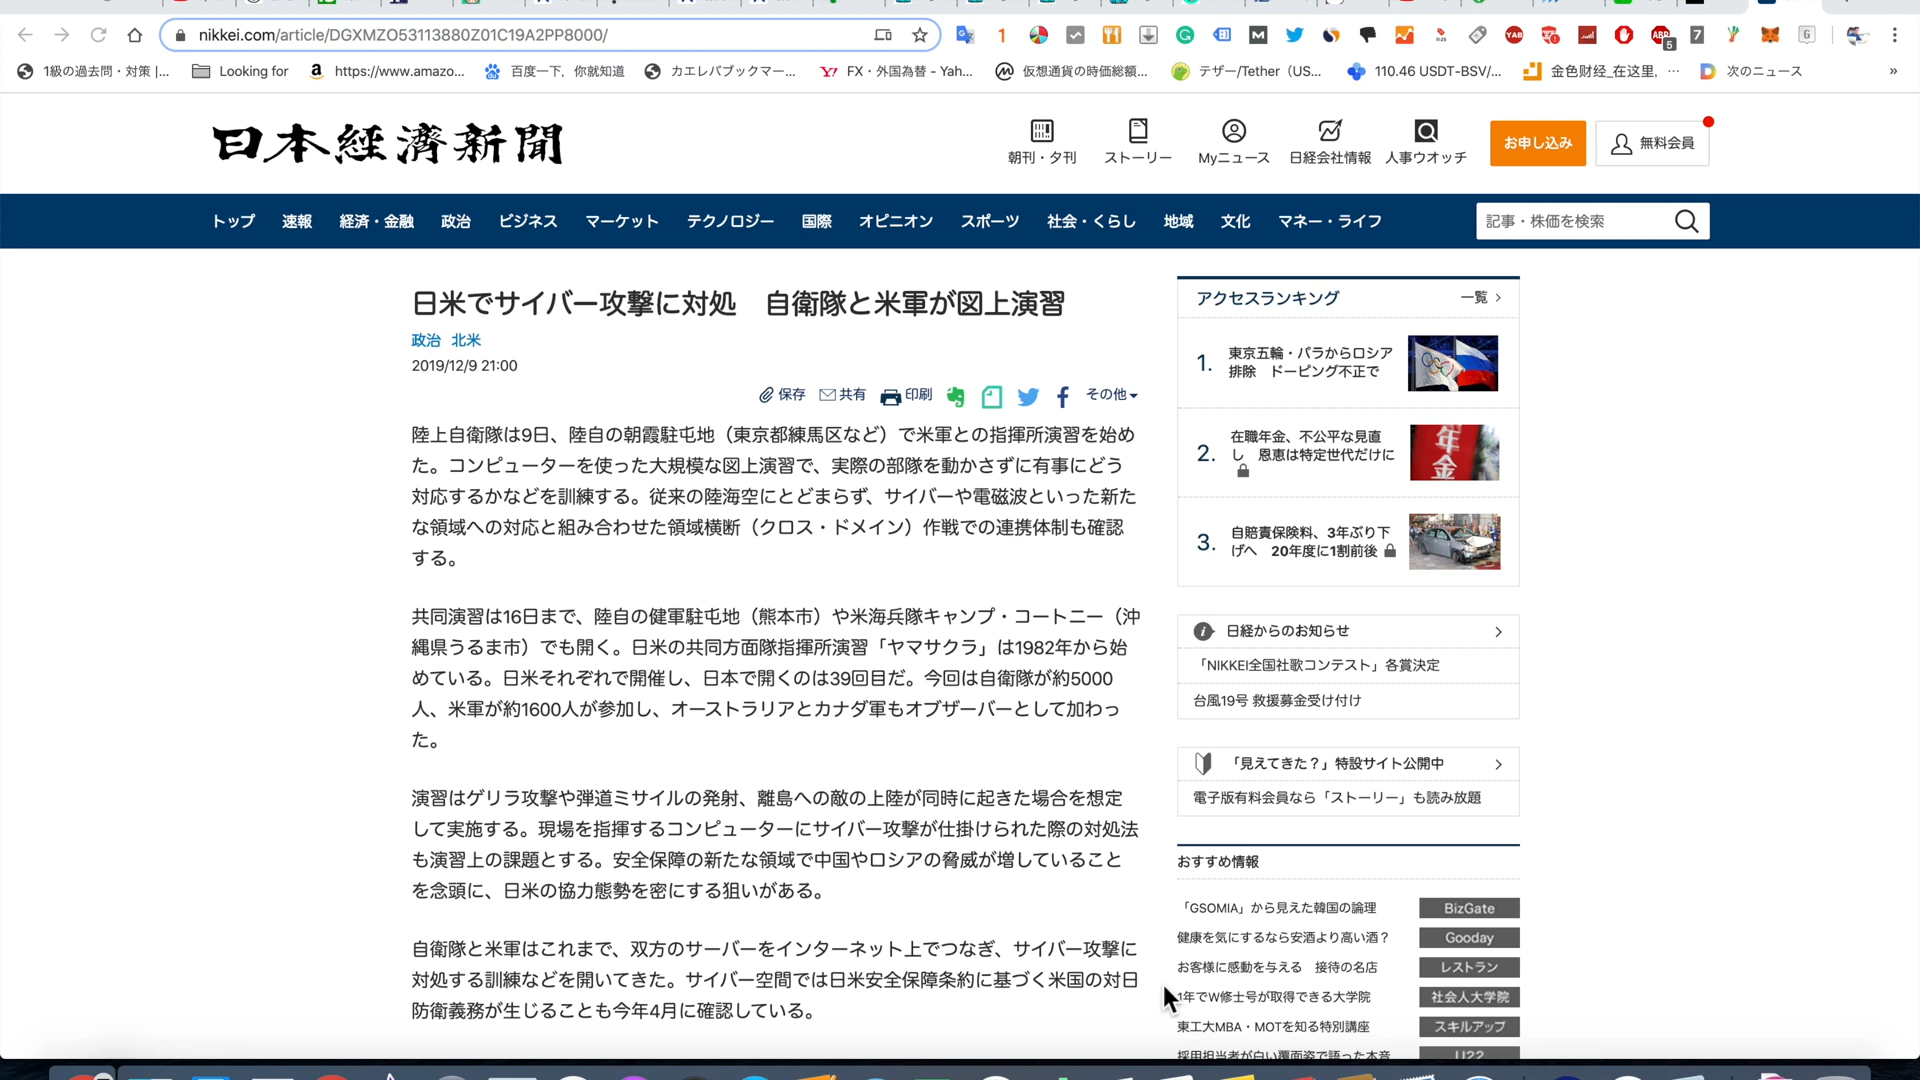 nikkei.com/article/DGXMZO53113880Z01C19A2PP8000/
1級の過去問・対策 |...
Looking for
https://www.amazo...
百度一下，你就知道
カエレバブックマー...
FX・外国為替 - Yah...
仮想通貨の時価総額...
テザー/Tether（US...
110.46 USDT-BSV/...
金色财经_在这里, ...
次のニュース
»
日本経済新聞
朝刊・夕刊
ストーリー
Myニュース
日経会社情報
人事ウオッチ
お申し込み
無料会員
トップ 速報 経済・金融 政治 ビジネス マーケット テクノロジー 国際 オピニオン スポーツ 社会・くらし 地域 文化 マネー・ライフ
記事・株価を検索
日米でサイバー攻撃に対処　自衛隊と米軍が図上演習
政治 北米
2019/12/9 21:00
保存 共有 印刷 その他
陸上自衛隊は9日、陸自の朝霞駐屯地（東京都練馬区など）で米軍との指揮所演習を始め
た。コンピューターを使った大規模な図上演習で、実際の部隊を動かさずに有事にどう
対応するかなどを訓練する。従来の陸海空にとどまらず、サイバーや電磁波といった新た
な領域への対応と組み合わせた領域横断（クロス・ドメイン）作戦での連携体制も確認
する。
共同演習は16日まで、陸自の健軍駐屯地（熊本市）や米海兵隊キャンプ・コートニー（沖
縄県うるま市）でも開く。日米の共同方面隊指揮所演習「ヤマサクラ」は1982年から始
めている。日米それぞれで開催し、日本で開くのは39回目だ。今回は自衛隊が約5000
人、米軍が約1600人が参加し、オーストラリアとカナダ軍もオブザーバーとして加わっ
た。
演習はゲリラ攻撃や弾道ミサイルの発射、離島への敵の上陸が同時に起きた場合を想定
して実施する。現場を指揮するコンピューターにサイバー攻撃が仕掛けられた際の対処法
も演習上の課題とする。安全保障の新たな領域で中国やロシアの脅威が増していること
を念頭に、日米の協力態勢を密にする狙いがある。
自衛隊と米軍はこれまで、双方のサーバーをインターネット上でつなぎ、サイバー攻撃に
対処する訓練などを開いてきた。サイバー空間では日米安全保障条約に基づく米国の対日
防衛義務が生じることも今年4月に確認している。
アクセスランキング
一覧
1.
東京五輪・パラからロシア
排除　ドーピング不正で
2.
在職年金、不公平な見直
し　恩恵は特定世代だけに
年金
3.
自賠責保険料、3年ぶり下
げへ　20年度に1割前後
日経からのお知らせ
「NIKKEI全国社歌コンテスト」各賞決定
台風19号 救援募金受け付け
「見えてきた？」特設サイト公開中
電子版有料会員なら「ストーリー」も読み放題
おすすめ情報
「GSOMIA」から見えた韓国の論理 BizGate
健康を気にするなら安酒より高い酒？ Gooday
お客様に感動を与える　接待の名店 レストラン
1年でW修士号が取得できる大学院 社会人大学院
東工大MBA・MOTを知る特別講座 スキルアップ
採用担当者が白い覆面姿で語った本音 U22